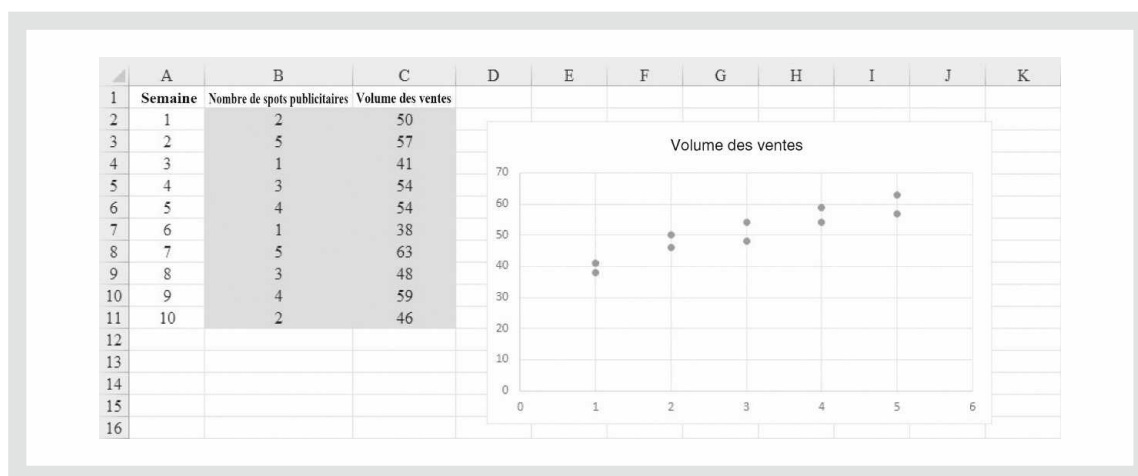 A B C D E F G H I J K
1 Semaine Nombre de spots publicitaires Volume des ventes
2 1 2 50
3 2 5 57
4 3 1 41
5 4 3 54
6 5 4 54
7 6 1 38
8 7 5 63
9 8 3 48
10 9 4 59
11 10 2 46
12
13
14
15
16
Volume des ventes
70
60
50
40
30
20
10
0
0 1 2 3 4 5 6